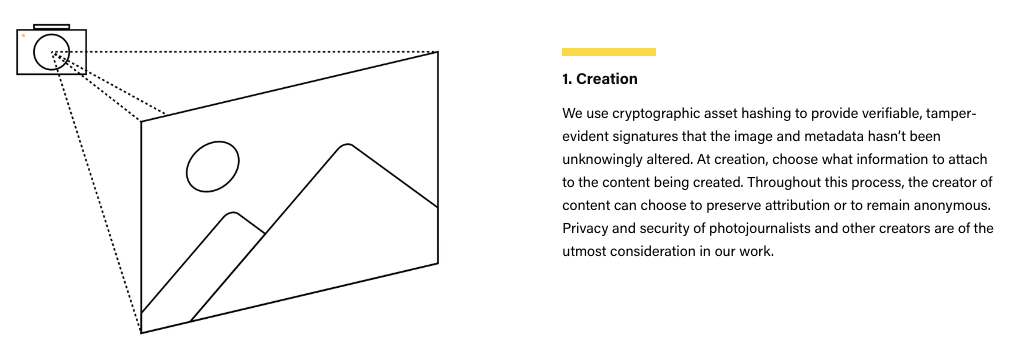 1. Creation
We use cryptographic asset hashing to provide verifiable, tamper-
evident signatures that the image and metadata hasn’t been
unknowingly altered. At creation, choose what information to attach
to the content being created. Throughout this process, the creator of
content can choose to preserve attribution or to remain anonymous.
Privacy and security of photojournalists and other creators are of the
utmost consideration in our work.